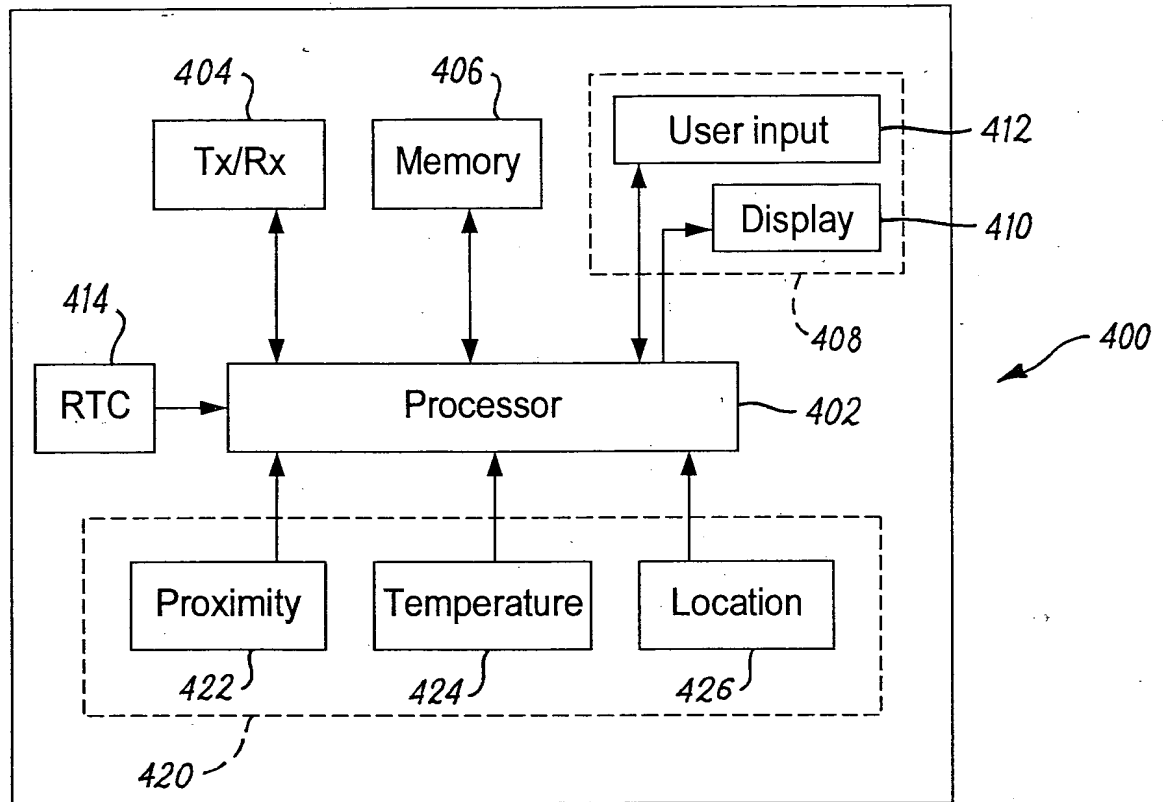 404
406
Tx/Rx
Memory
User input
412
Display
410
408
414
400
RTC
Processor
402
Proximity
Temperature
Location
422
424
426
420